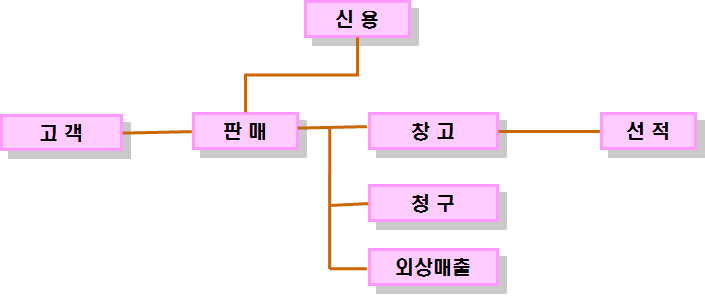 신 용
고 객
판 매
창 고
선 적
청 구
외상매출